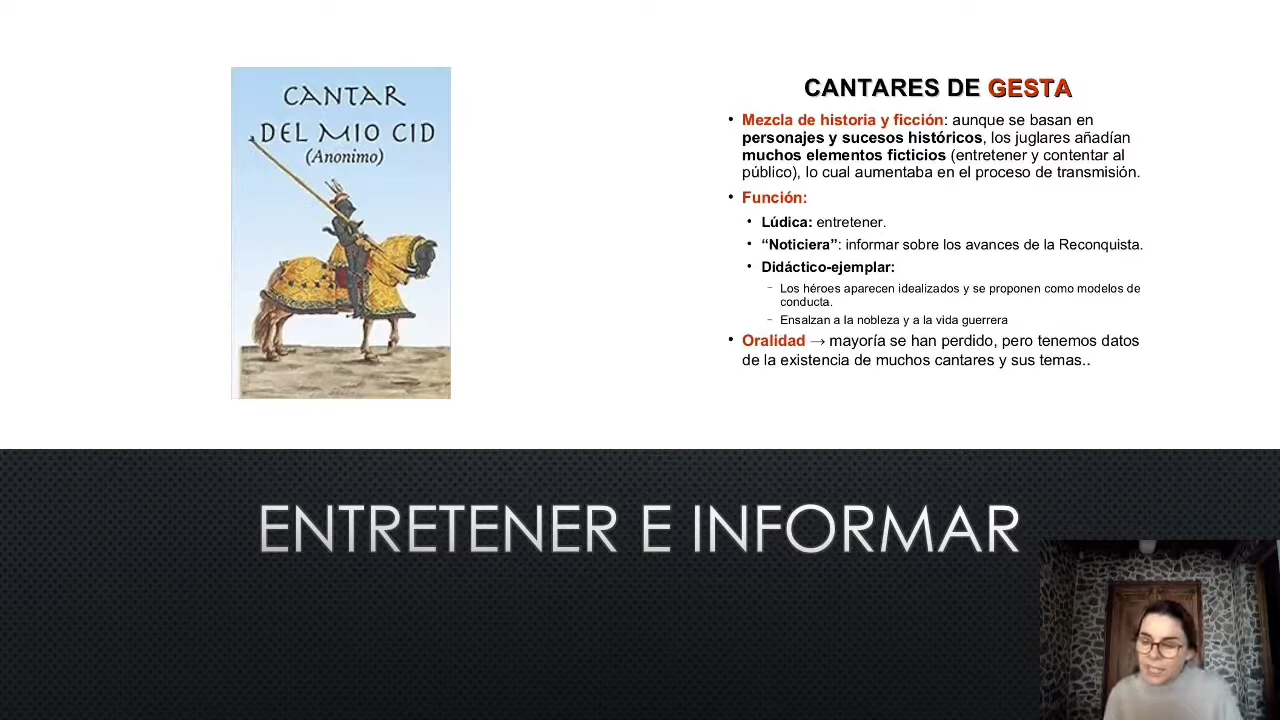 CANTAR
DEL MIO CID
(Anonimo)
CANTARES DE GESTA
• Mezcla de historia y ficción: aunque se basan en
personajes y sucesos históricos, los juglares añadían
muchos elementos ficticios (entretener y contentar al
público), lo cual aumentaba en el proceso de transmisión.
• Función:
• Lúdica: entretener.
• “Noticiera”: informar sobre los avances de la Reconquista.
• Didáctico-ejemplar:
– Los héroes aparecen idealizados y se proponen como modelos de
conducta.
– Ensalzan a la nobleza y a la vida guerrera
• Oralidad → mayoría se han perdido, pero tenemos datos
de la existencia de muchos cantares y sus temas..
ENTRETENER E INFORMAR